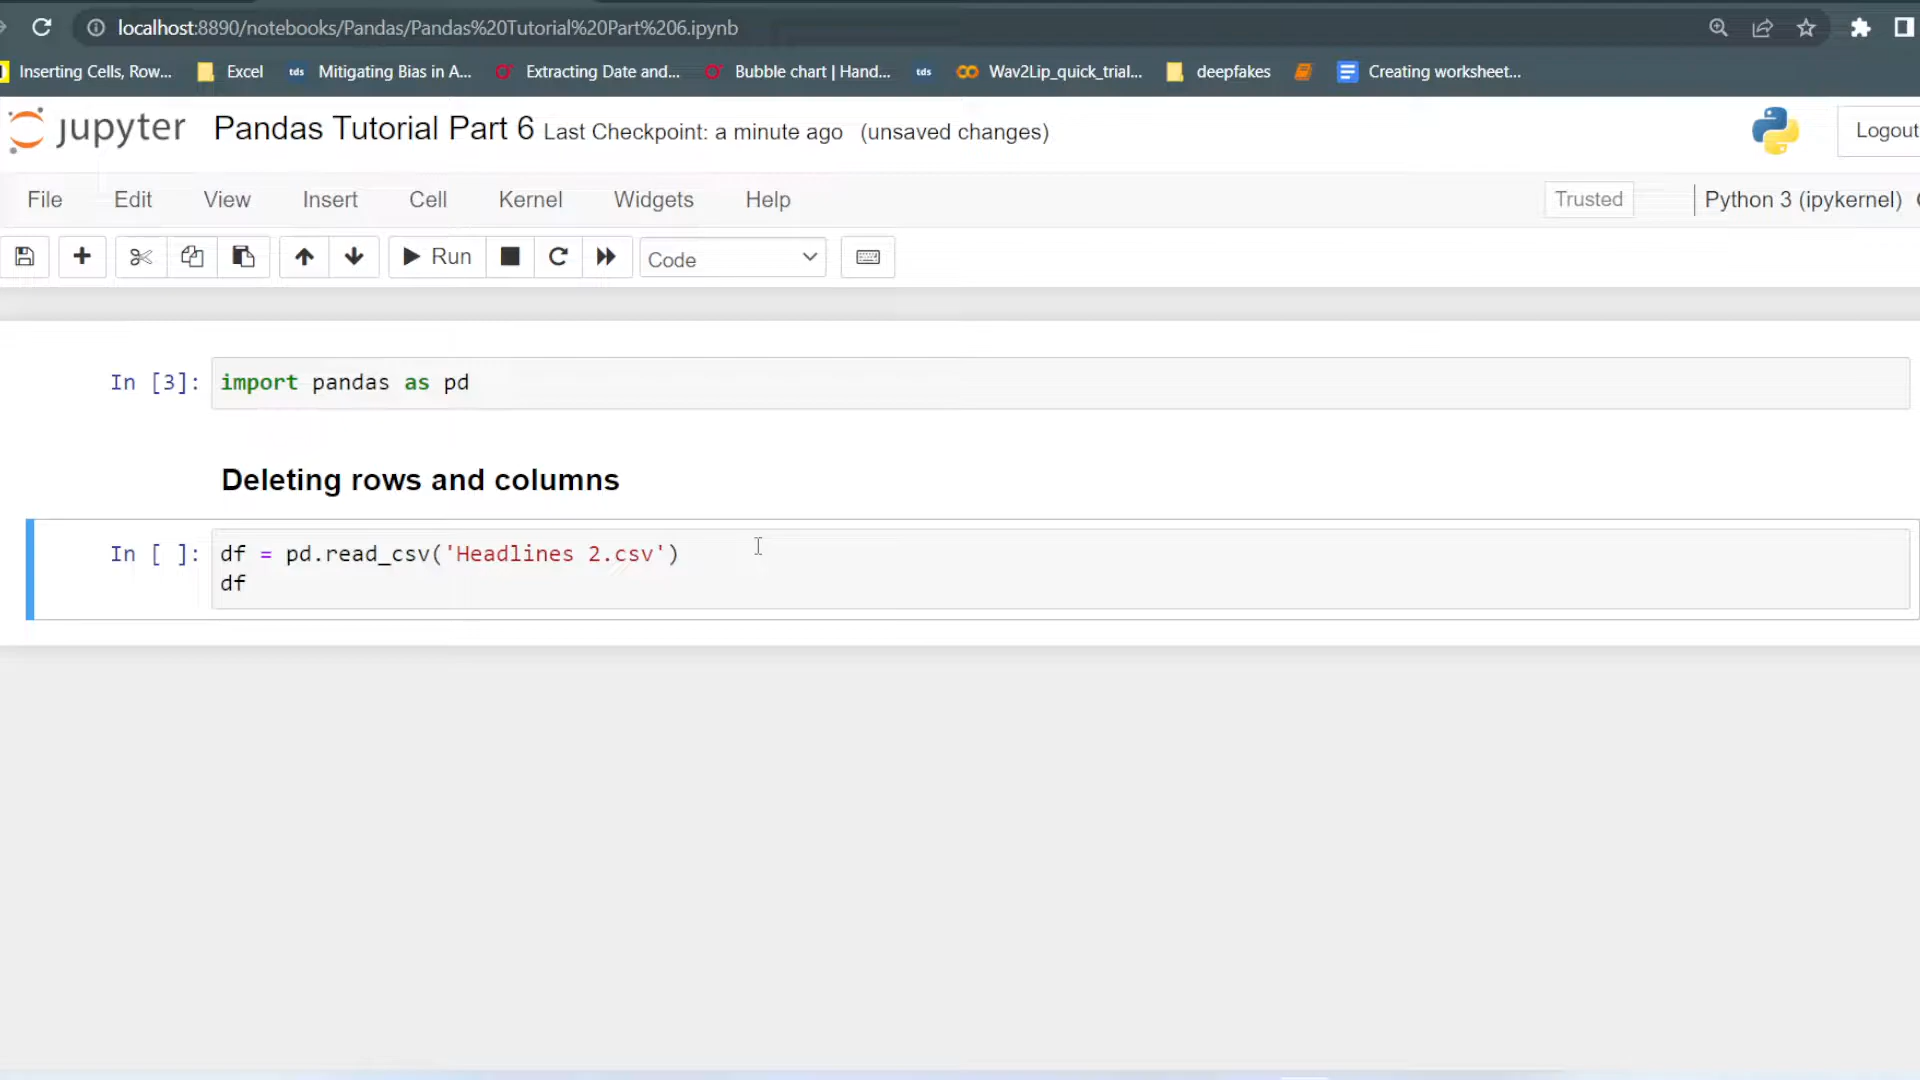 localhost:8890/notebooks/Pandas/Pandas%20Tutorial%20Part%206.ipynb
Inserting Cells, Row... Excel tds Mitigating Bias in A... Extracting Date and... Bubble chart | Hand... tds Wav2Lip_quick_trial... deepfakes Creating worksheet...
jupyter Pandas Tutorial Part 6 Last Checkpoint: a minute ago (unsaved changes) Logout
File Edit View Insert Cell Kernel Widgets Help Trusted Python 3 (ipykernel)
Run Code
In [3]: import pandas as pd
Deleting rows and columns
In [ ]: df = pd.read_csv('Headlines 2.csv')
df